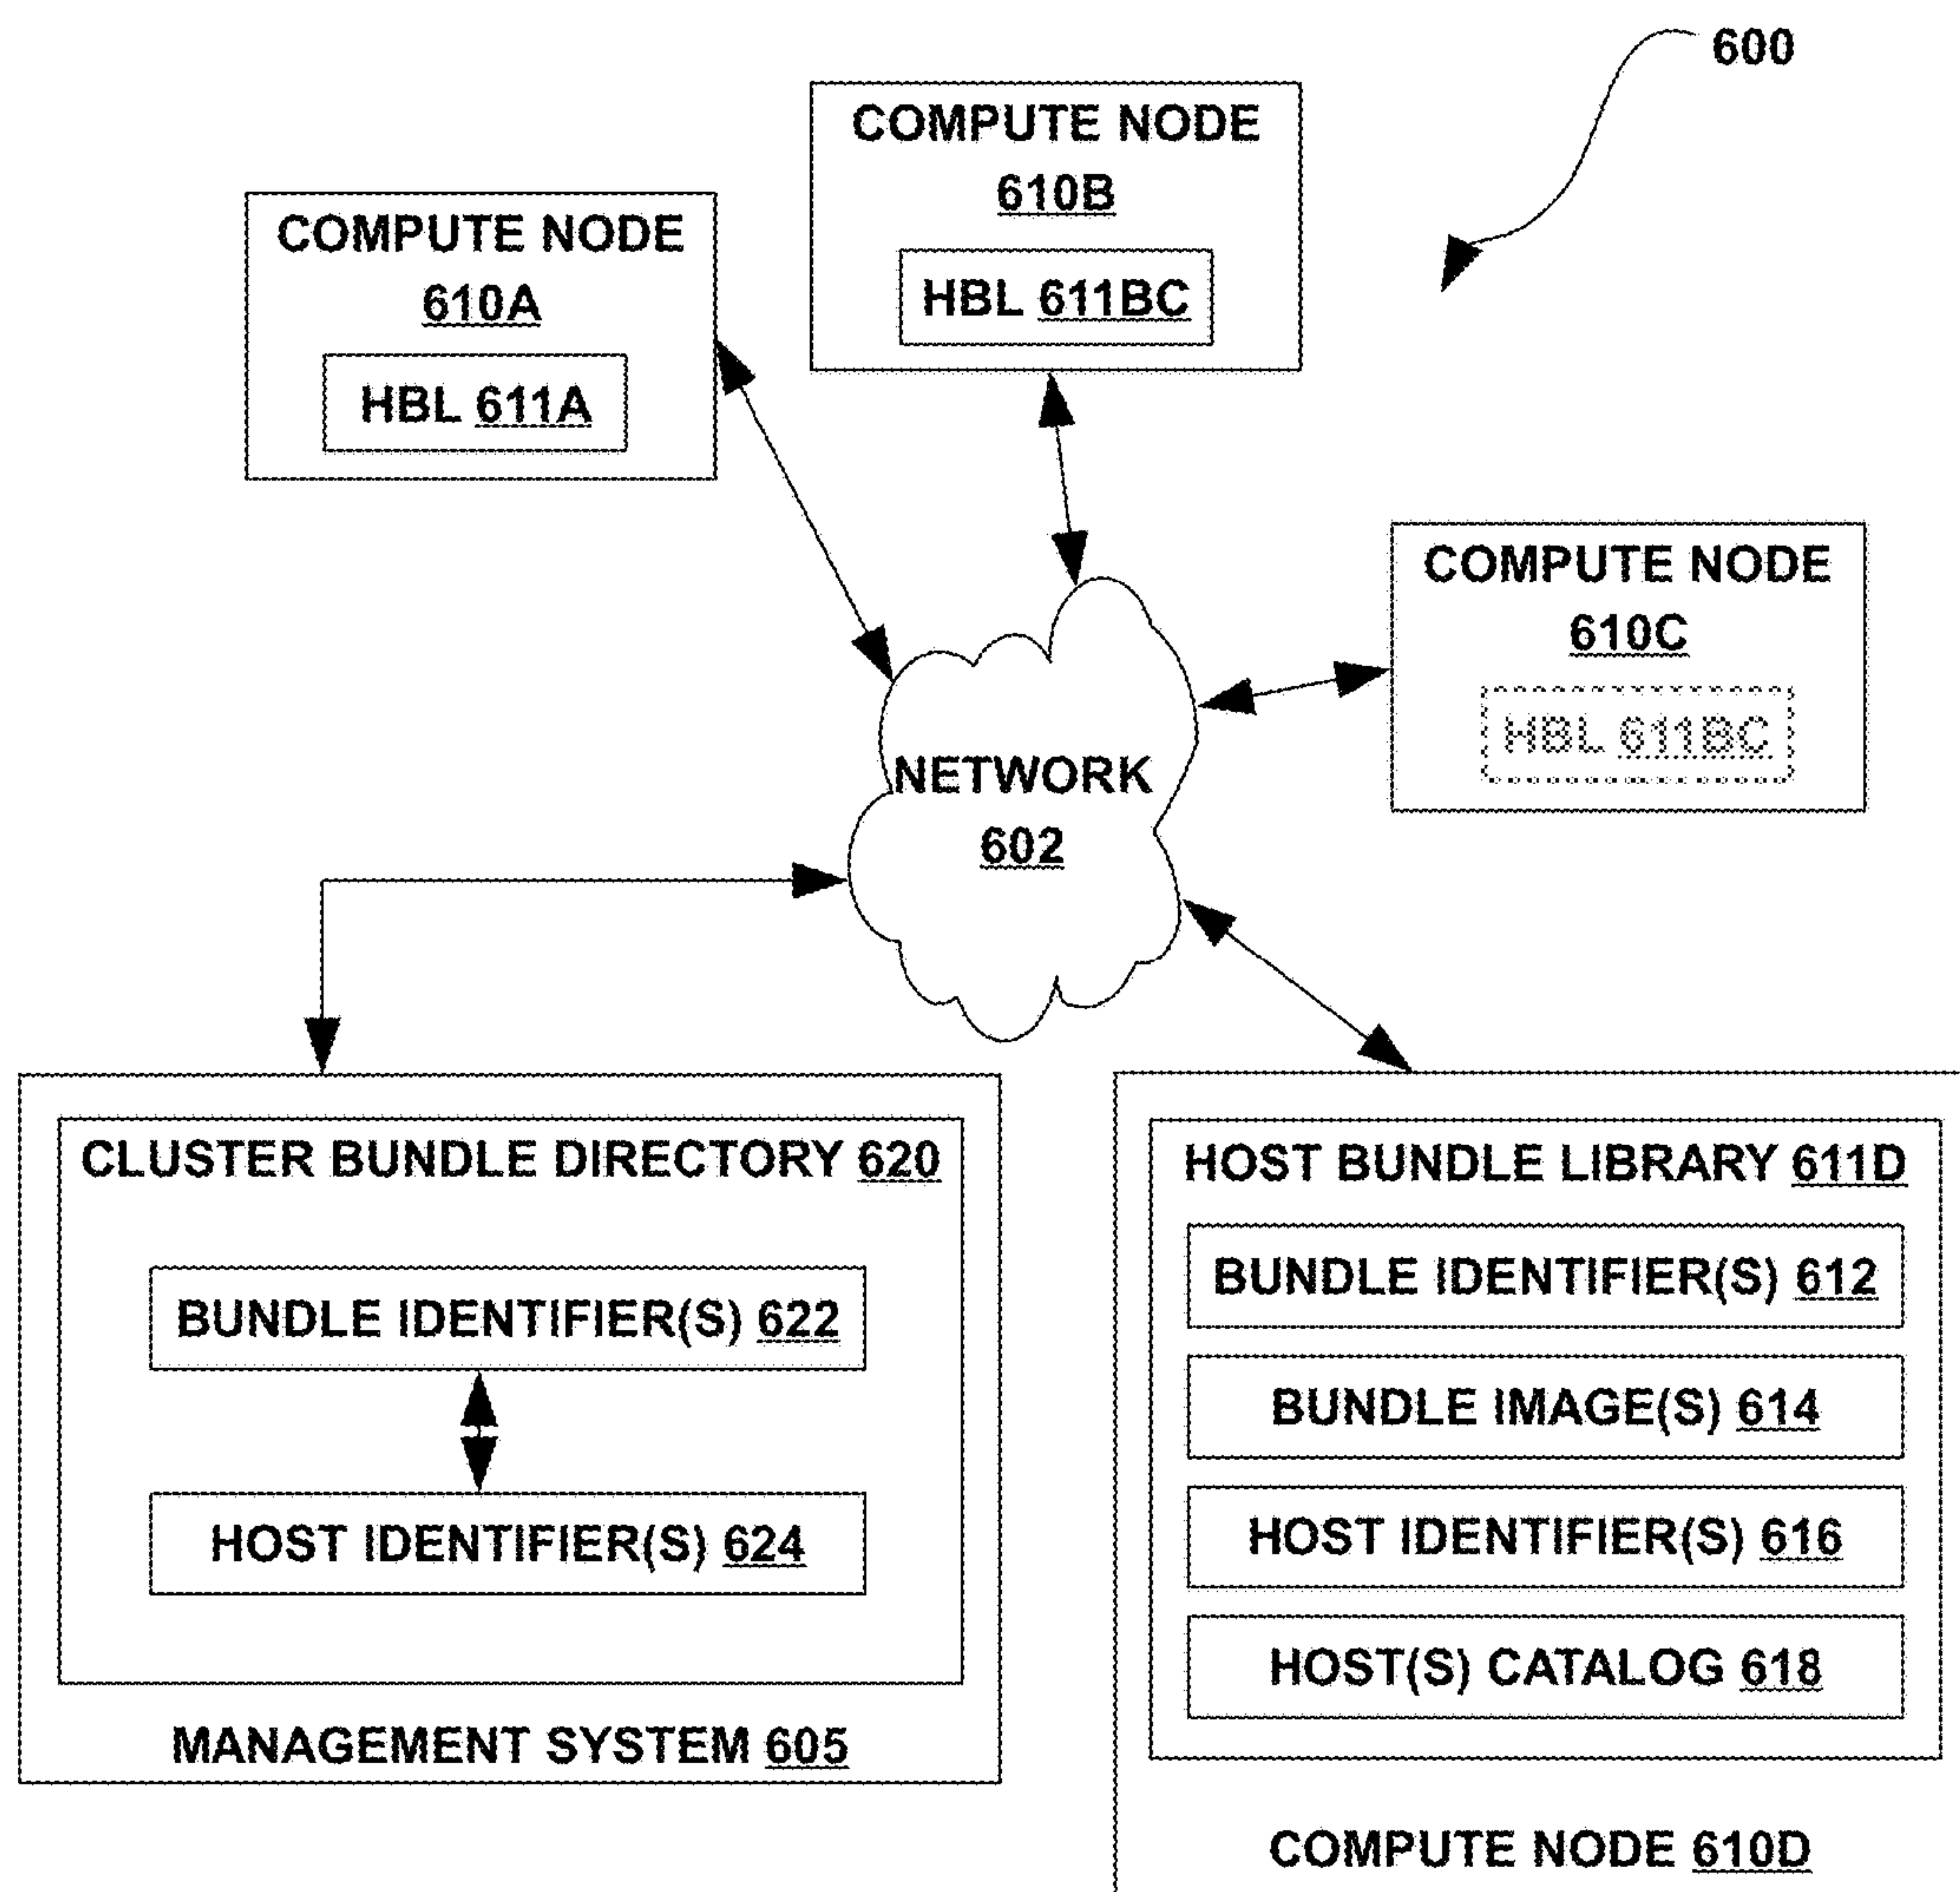 600
COMPUTE NODE
610B
HBL 611BC
COMPUTE NODE
610A
HBL 611A
COMPUTE NODE
610C
HBL 611BC
NETWORK
602
CLUSTER BUNDLE DIRECTORY 620
BUNDLE IDENTIFIER(S) 622
HOST IDENTIFIER(S) 624
MANAGEMENT SYSTEM 605
HOST BUNDLE LIBRARY 611D
BUNDLE IDENTIFIER(S) 612
BUNDLE IMAGE(S) 614
HOST IDENTIFIER(S) 616
HOST(S) CATALOG 618
COMPUTE NODE 610D